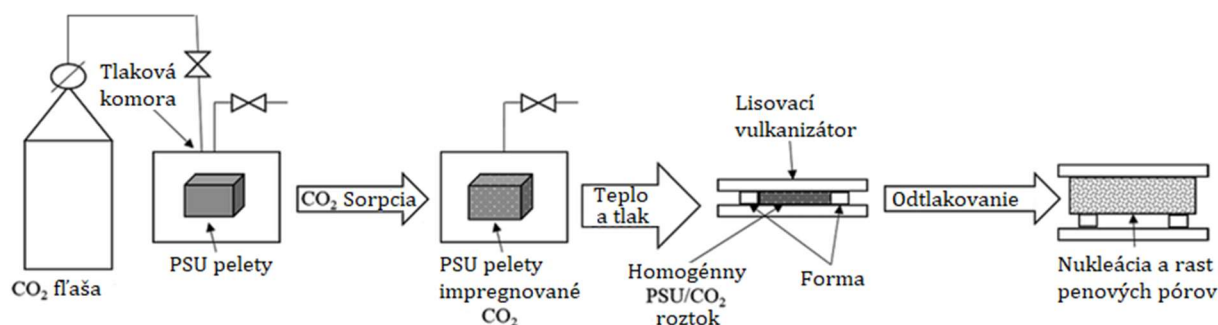 Tlaková
komora
CO₂ fľaša
PSU pelety
CO₂ Sorpcia
PSU pelety
impregnované
CO₂
Teplo
a tlak
Lisovací
vulkanizátor
Homogénny
PSU/CO₂
roztok
Forma
Odtlakovanie
Nukleácia a rast
penových pórov